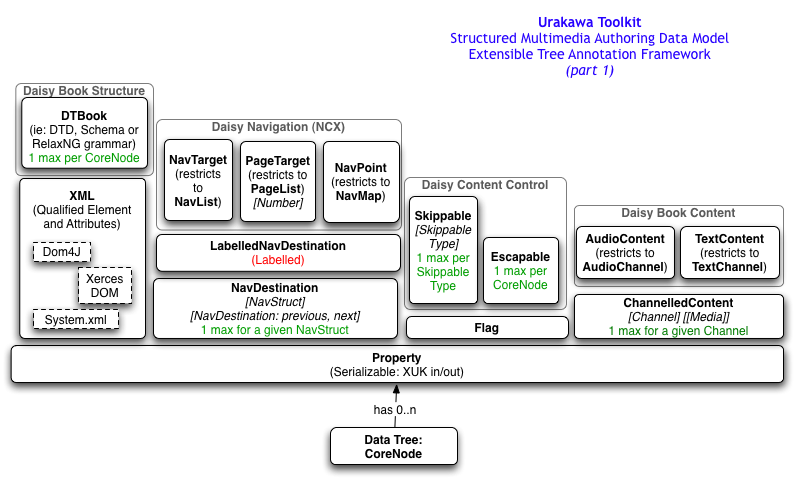 Urakawa Toolkit
Structured Multimedia Authoring Data Model
Extensible Tree Annotation Framework
(part 1)
Daisy Book Structure
DTBook
(ie: DTD, Schema or
RelaxNG grammar)
1 max per CoreNode
XML
(Qualified Element
and Attributes)
Dom4J
Xerces
DOM
System.xml
Daisy Navigation (NCX)
NavTarget
(restricts
to
NavList)
PageTarget
(restricts to
PageList)
[Number]
NavPoint
(restricts to
NavMap)
LabelledNavDestination
(Labelled)
NavDestination
[NavStruct]
[NavDestination: previous, next]
1 max for a given NavStruct
Daisy Content Control
Skippable
[Skippable
Type]
1 max per
Skippable
Type
Escapable
1 max per
CoreNode
Flag
Daisy Book Content
AudioContent
(restricts to
AudioChannel)
TextContent
(restricts to
TextChannel)
ChannelledContent
[Channel] [[Media]]
1 max for a given Channel
Property
(Serializable: XUK in/out)
has 0..n
Data Tree:
CoreNode